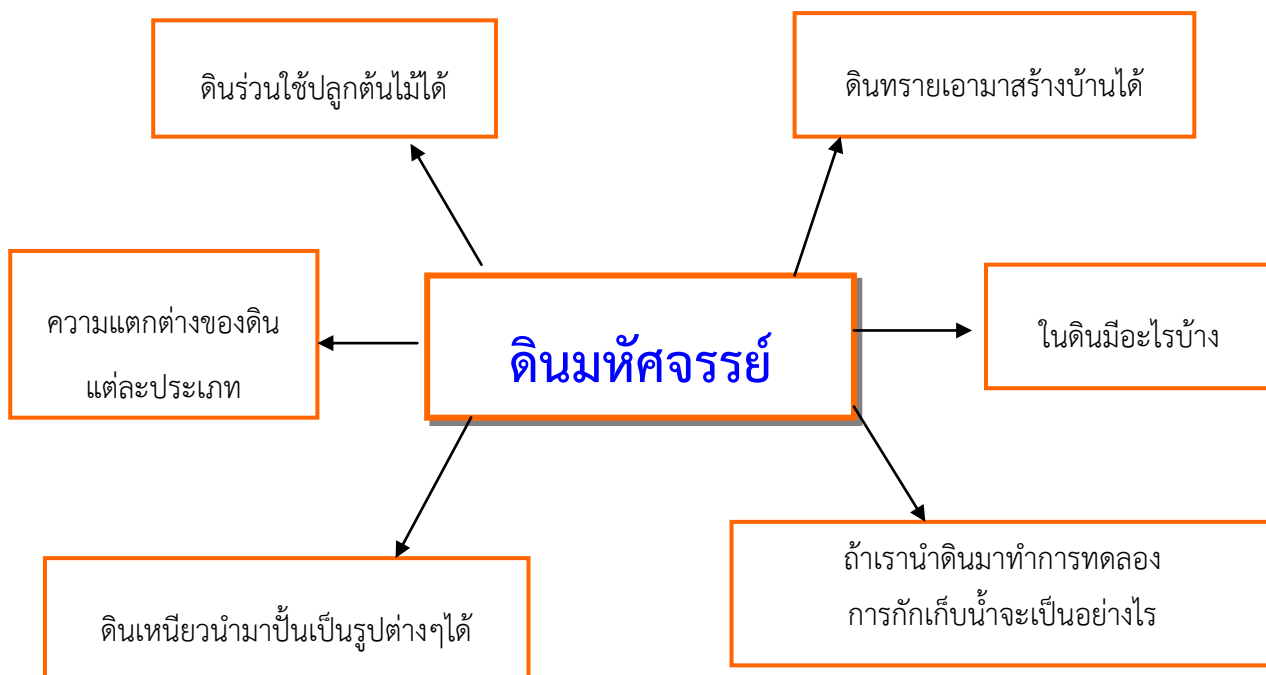 ดินร่วนใช้ปลูกต้นไม้ได้
ดินทรายเอามาสร้างบ้านได้
ความแตกต่างของดิน
แต่ละประเภท
ดินมหัศจรรย์
ในดินมีอะไรบ้าง
ดินเหนียวนำมาปั้นเป็นรูปต่างๆได้
ถ้าเรานำดินมาทำการทดลอง
การกักเก็บน้ำจะเป็นอย่างไร